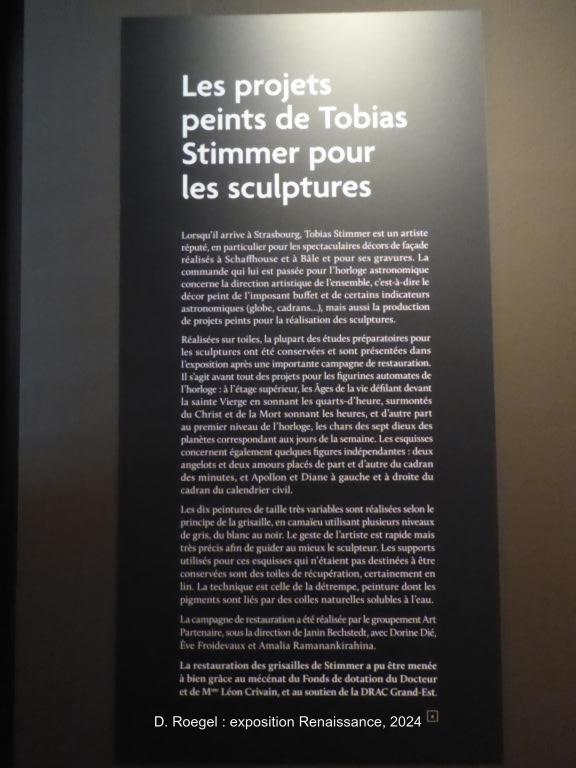 Les projets
peints de Tobias
Stimmer pour
les sculptures
Lorsqu'il arrive à Strasbourg, Tobias Stimmer est un artiste
réputé, en particulier pour les spectaculaires décors de façade
réalisés à Schaffhouse et à Bâle et pour ses gravures. La
commande qui lui est passée pour l'horloge astronomique
concerne la direction artistique de l'ensemble, c'est-à-dire le
décor peint de l'imposant buffet et de certains indicateurs
astronomiques (globe, cadrans...), mais aussi la production
de projets peints pour la réalisation des sculptures.
Réalisées sur toiles, la plupart des études préparatoires pour
les sculptures ont été conservées et sont présentées dans
l'exposition après une importante campagne de restauration.
Il s'agit avant tout des projets pour les figurines automates de
l'horloge : à l'étage supérieur, les Âges de la vie défilant devant
la sainte Vierge en sonnant les quarts-d'heure, surmontés
du Christ et de la Mort sonnant les heures, et d'autre part
au premier niveau de l'horloge, les chars des sept dieux des
planètes correspondant aux jours de la semaine. Les esquisses
concernent également quelques figures indépendantes : deux
angelots et deux amours placés de part et d'autre du cadran
des minutes, et Apollon et Diane à gauche et à droite du
cadran du calendrier civil.
Les dix peintures de taille très variables sont réalisées selon le
principe de la grisaille, en camaïeu utilisant plusieurs niveaux
de gris, du blanc au noir. Le geste de l'artiste est rapide mais
très précis afin de guider au mieux le sculpteur. Les supports
utilisés pour ces esquisses qui n'étaient pas destinées à être
conservées sont des toiles de récupération, certainement en
lin. La technique est celle de la détrempe, peinture dont les
pigments sont liés par des colles naturelles solubles à l'eau.
La campagne de restauration a été réalisée par le groupement Art
Partenaire, sous la direction de Janin Bechstedt, avec Dorine Dié,
Ève Froidevaux et Amalia Ramanankirahina.
La restauration des grisailles de Stimmer a pu être menée
à bien grâce au mécénat du Fonds de dotation du Docteur
et de Mᵐᵉ Léon Crivain, et au soutien de la DRAC Grand-Est.
D. Roegel : exposition Renaissance, 2024